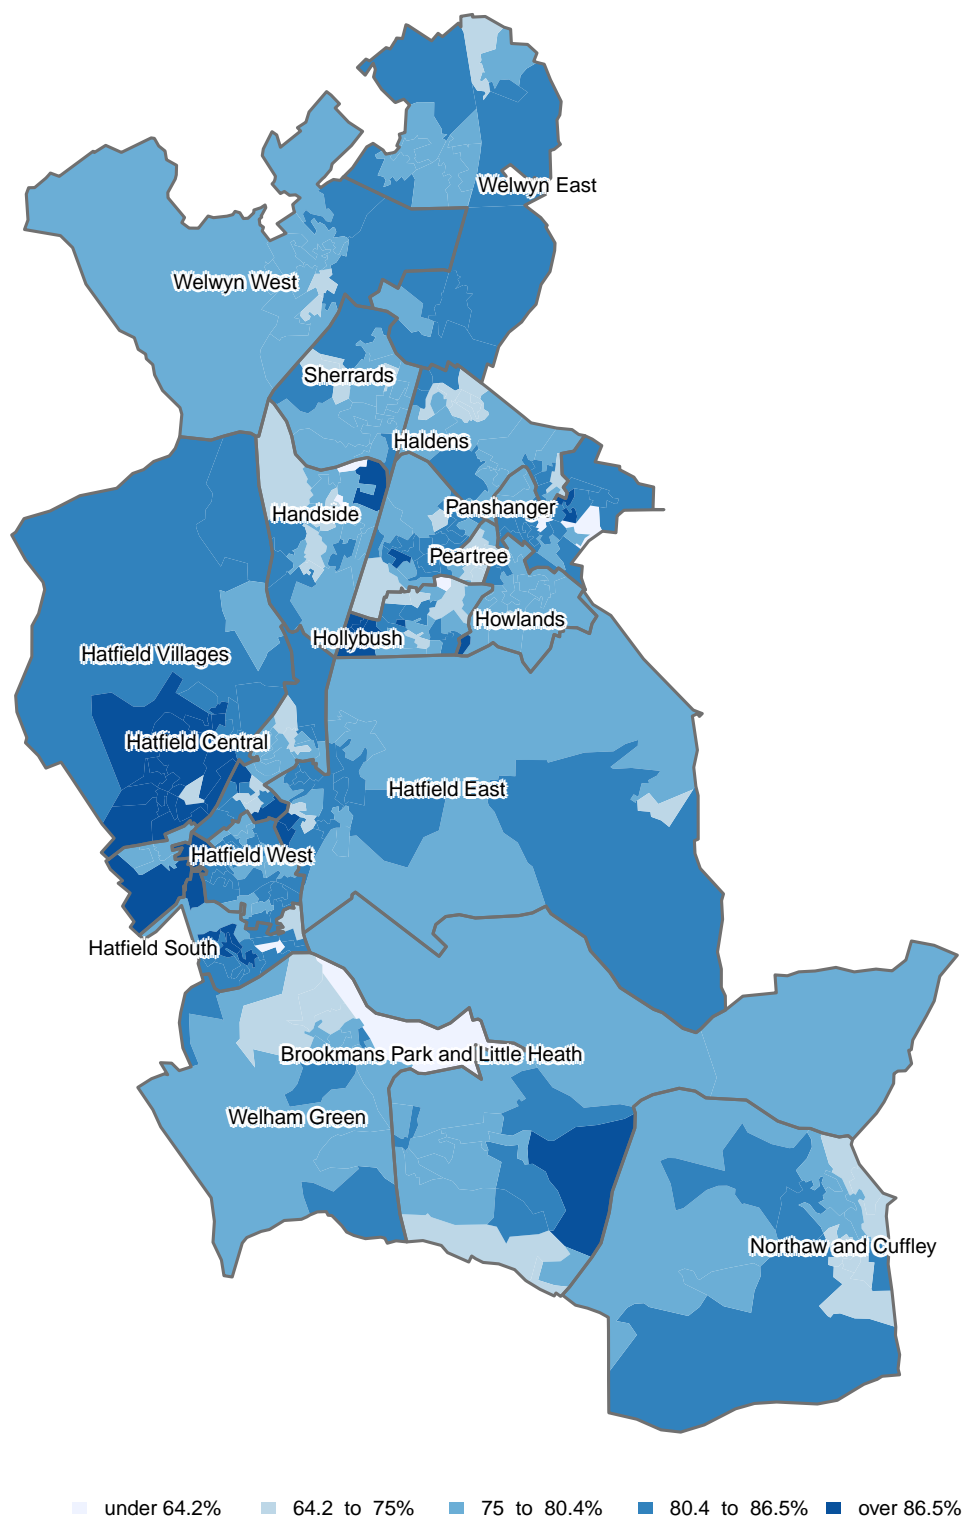 Welwyn East
Welwyn West
Sherrards
Haldens
Panshanger
Handside
Peartree
Howlands
Hollybush
Hatfield Villages
Hatfield Central
Hatfield East
Hatfield West
Hatfield South
Brookmans Park and Little Heath
Welham Green
Northaw and Cuffley
under 64.2% 64.2 to 75% 75 to 80.4% 80.4 to 86.5% over 86.5%